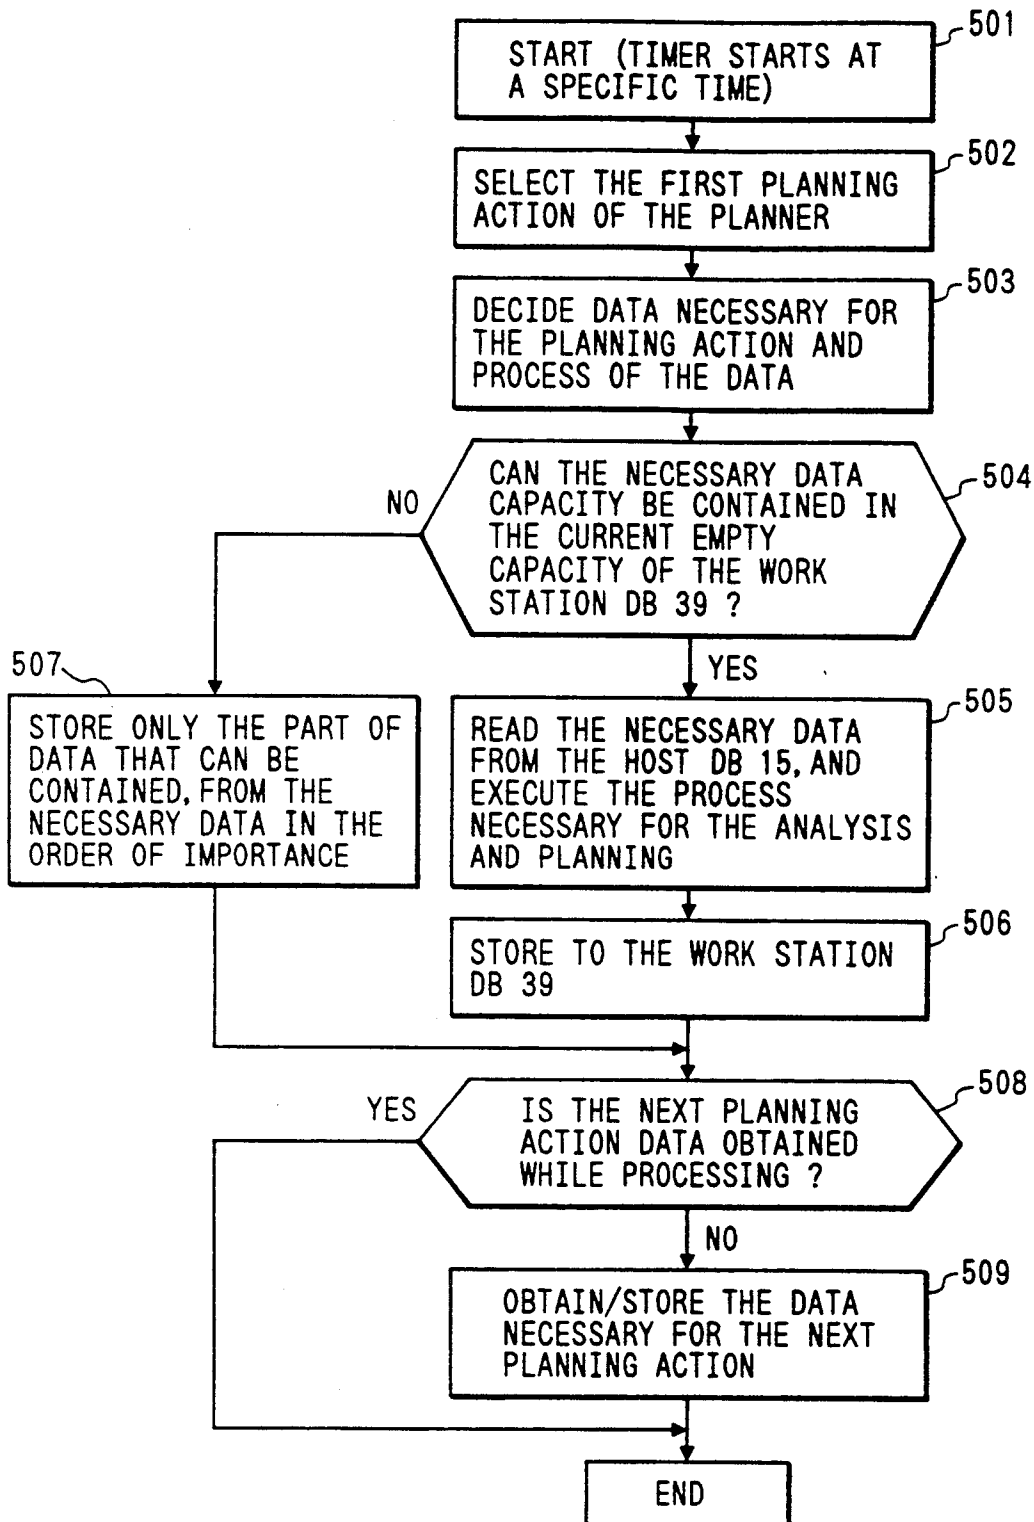 501
START (TIMER STARTS AT
A SPECIFIC TIME)
502
SELECT THE FIRST PLANNING
ACTION OF THE PLANNER
503
DECIDE DATA NECESSARY FOR
THE PLANNING ACTION AND
PROCESS OF THE DATA
504
CAN THE NECESSARY DATA
CAPACITY BE CONTAINED IN
THE CURRENT EMPTY
CAPACITY OF THE WORK
STATION DB 39 ?
NO
YES
507
STORE ONLY THE PART OF
DATA THAT CAN BE
CONTAINED, FROM THE
NECESSARY DATA IN THE
ORDER OF IMPORTANCE
505
READ THE NECESSARY DATA
FROM THE HOST DB 15, AND
EXECUTE THE PROCESS
NECESSARY FOR THE ANALYSIS
AND PLANNING
506
STORE TO THE WORK STATION
DB 39
508
YES
IS THE NEXT PLANNING
ACTION DATA OBTAINED
WHILE PROCESSING ?
NO
509
OBTAIN/STORE THE DATA
NECESSARY FOR THE NEXT
PLANNING ACTION
END